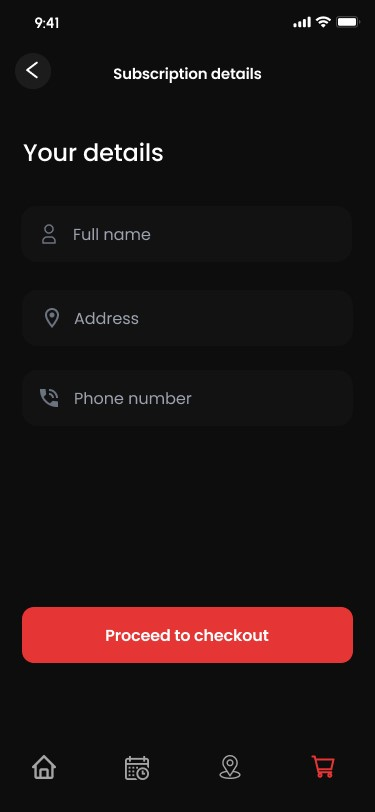 9:41
Subscription details
Your details
Full name
Address
Phone number
Proceed to checkout